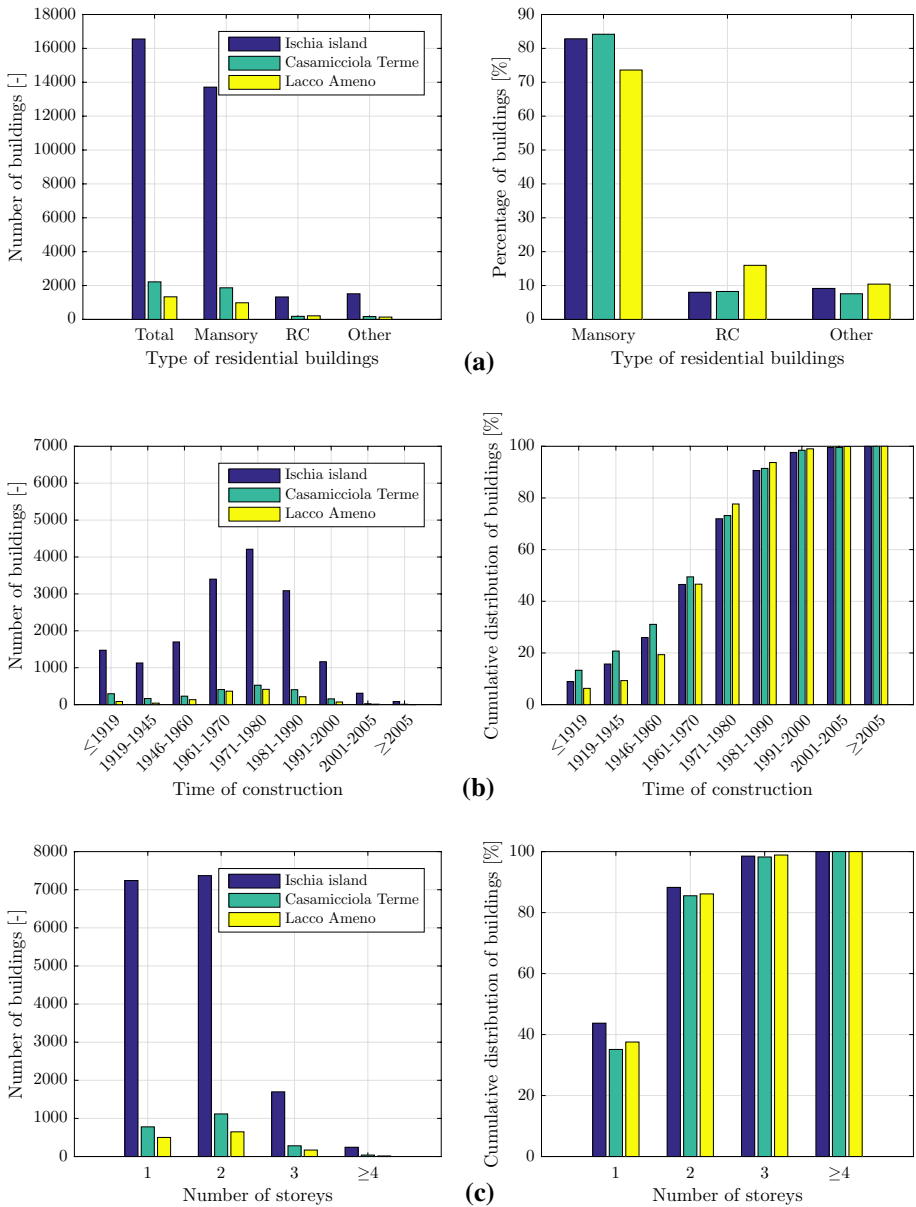 Number of buildings [-]
18000
16000
14000
12000
10000
8000
6000
4000
2000
0
Ischia island
Casamicciola Terme
Lacco Ameno
Total Mansory RC Other
Type of residential buildings
Percentage of buildings [%]
90
80
70
60
50
40
30
20
10
0
Mansory RC Other
Type of residential buildings
(a)
Number of buildings [-]
7000
6000
5000
4000
3000
2000
1000
0
Ischia island
Casamicciola Terme
Lacco Ameno
≤1919 1919-1945 1946-1960 1961-1970 1971-1980 1981-1990 1991-2000 2001-2005 ≥2005
Time of construction
Cumulative distribution of buildings [%]
100
80
60
40
20
0
≤1919 1919-1945 1946-1960 1961-1970 1971-1980 1981-1990 1991-2000 2001-2005 ≥2005
Time of construction
(b)
Number of buildings [-]
8000
7000
6000
5000
4000
3000
2000
1000
0
Ischia island
Casamicciola Terme
Lacco Ameno
1 2 3 ≥4
Number of storeys
Cumulative distribution of buildings [%]
100
80
60
40
20
0
1 2 3 ≥4
Number of storeys
(c)